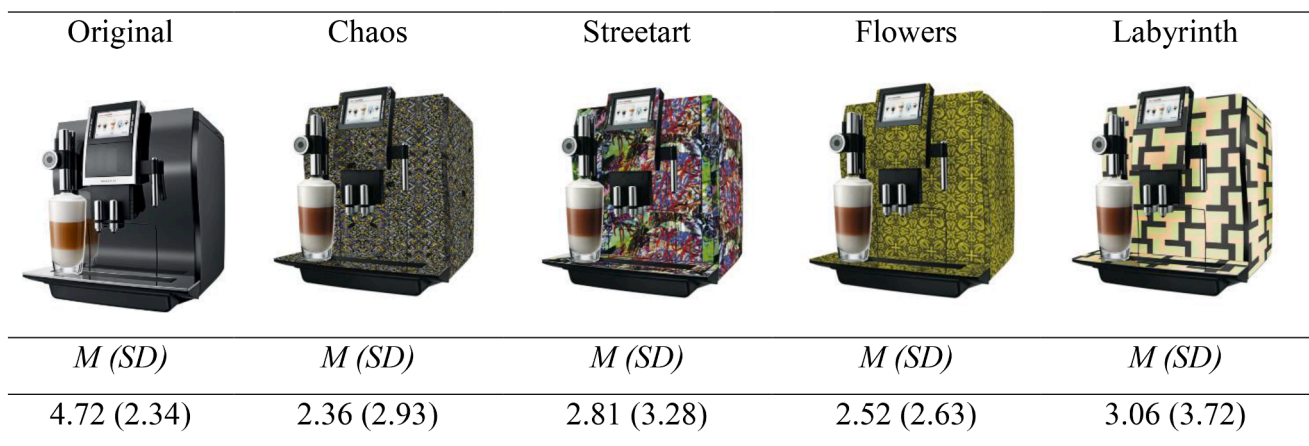 Original Chaos Streetart Flowers Labyrinth
M (SD) M (SD) M (SD) M (SD) M (SD)
4.72 (2.34) 2.36 (2.93) 2.81 (3.28) 2.52 (2.63) 3.06 (3.72)